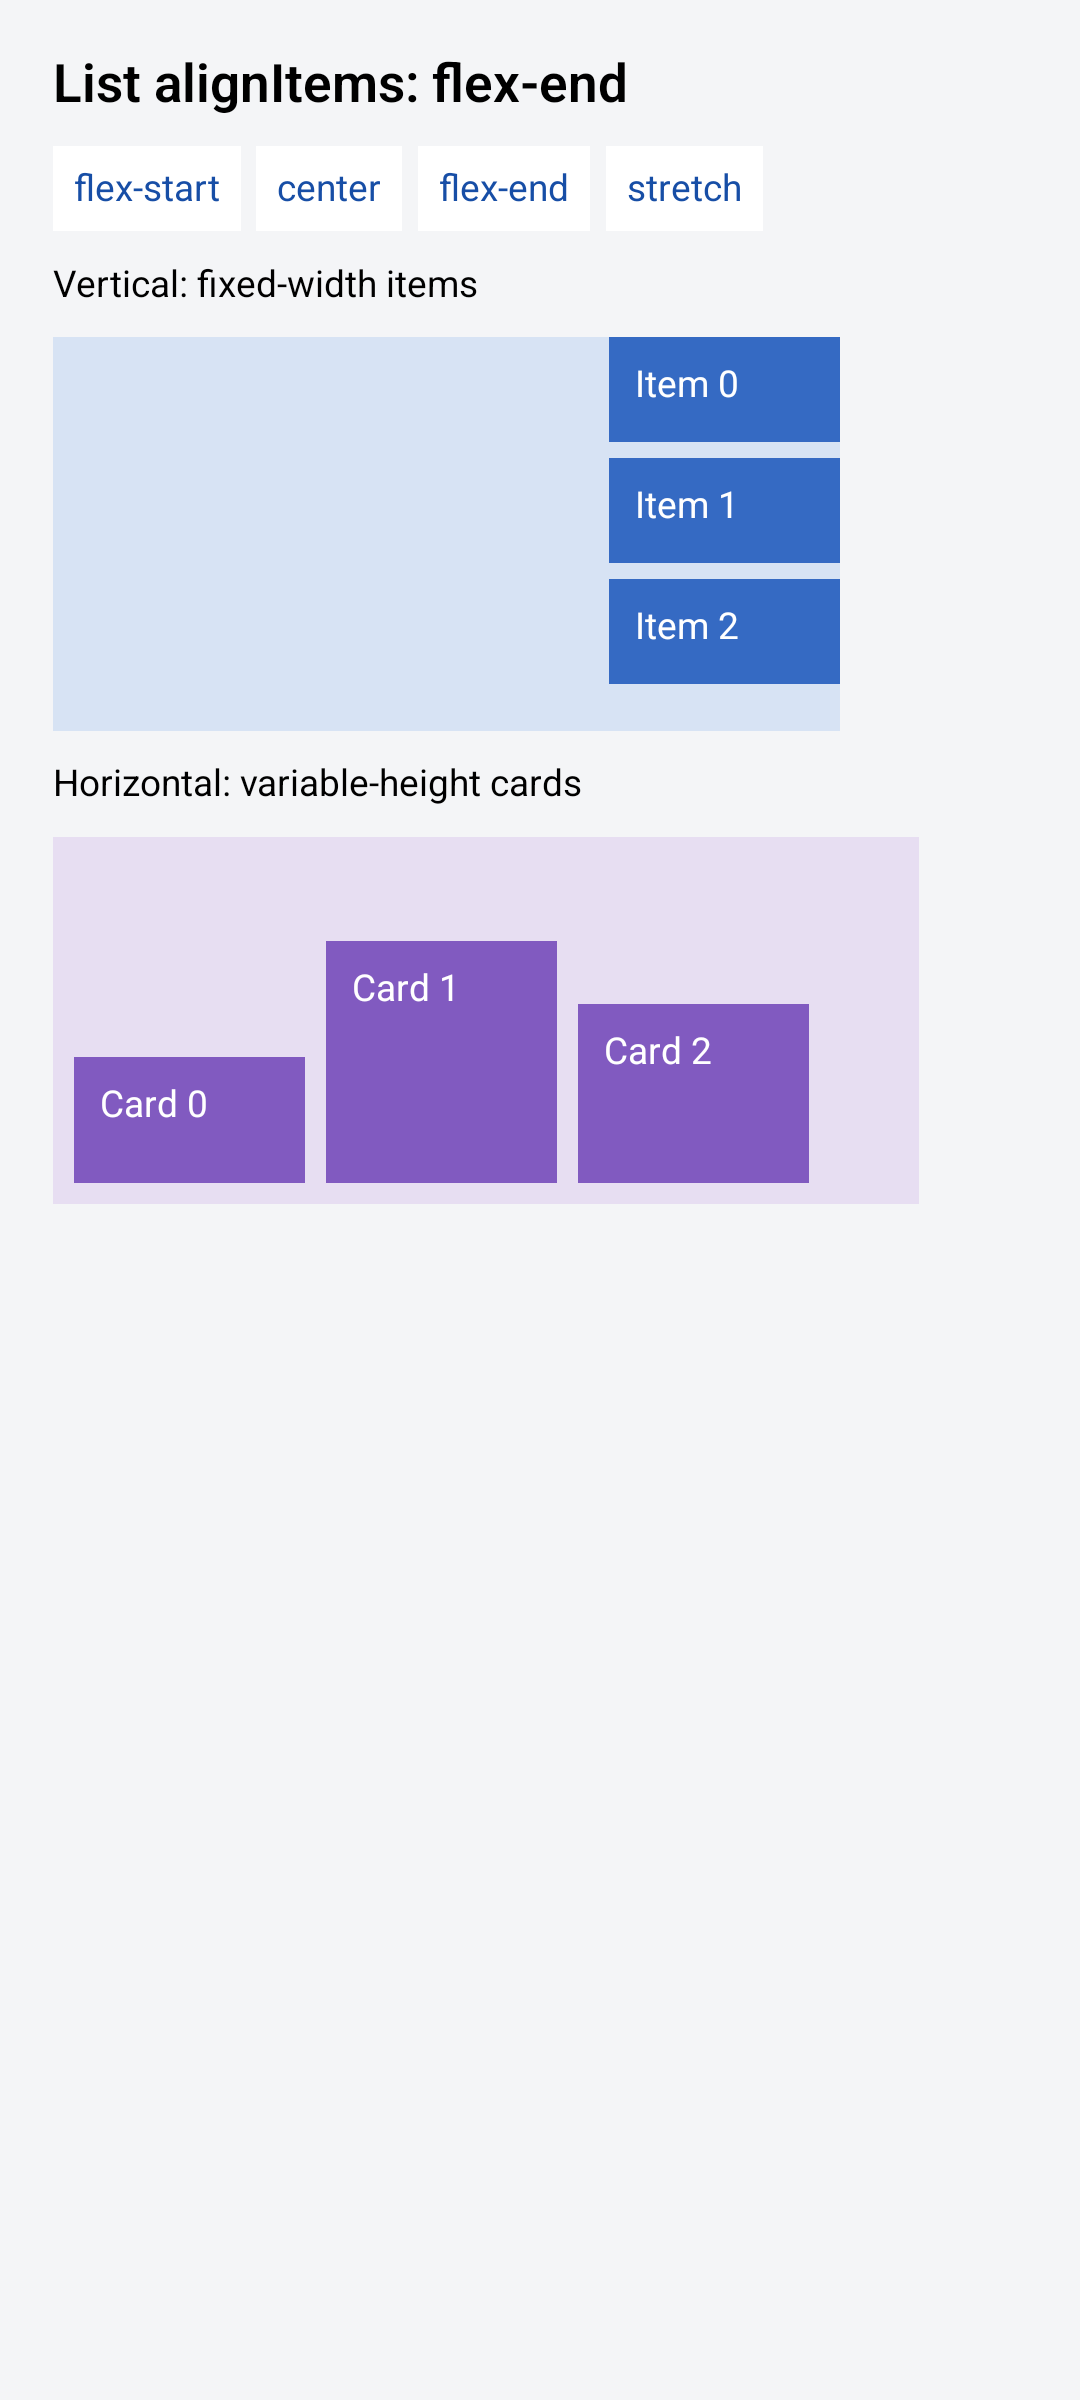 List alignItems: flex-end
flex-start center flex-end stretch
Vertical: fixed-width items
Item 0
Item 1
Item 2
Horizontal: variable-height cards
Card 1
Card 2
Card 0